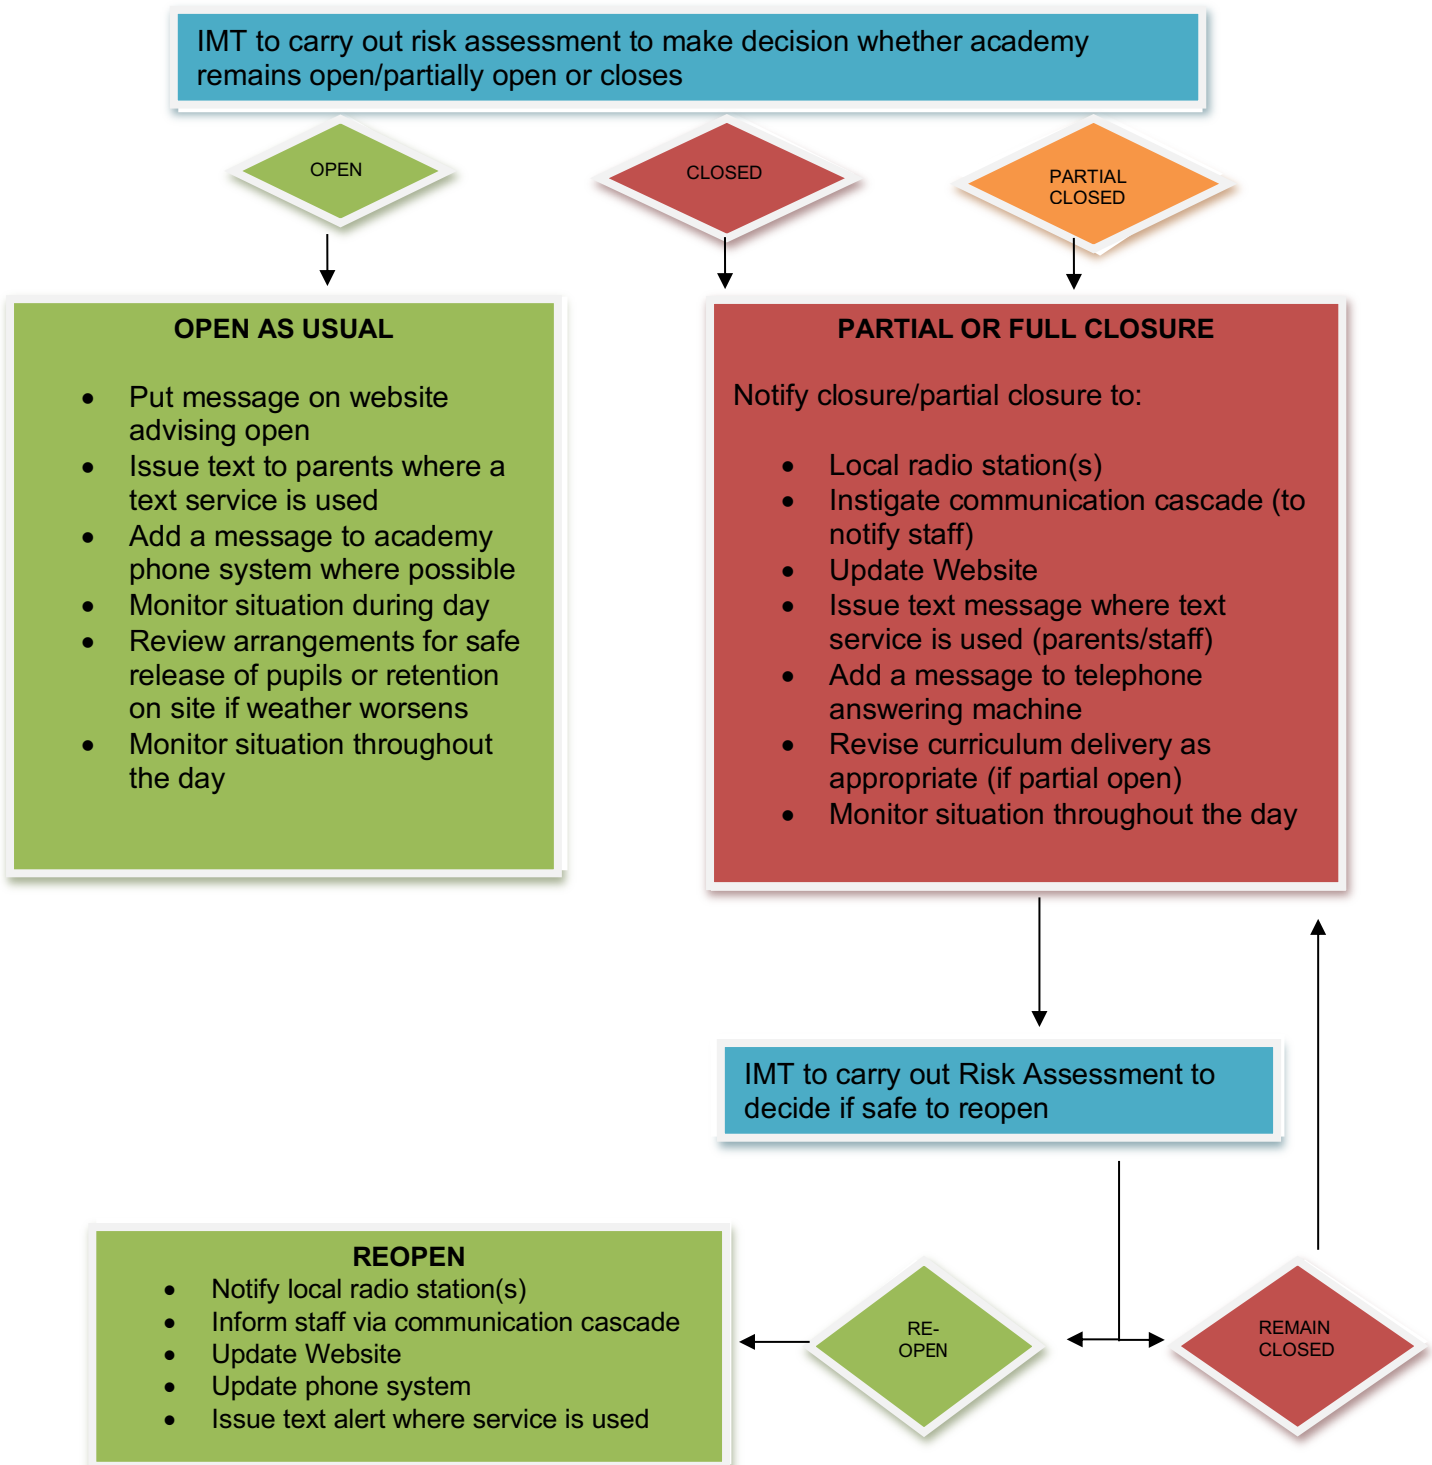 IMT to carry out risk assessment to make decision whether academy
remains open/partially open or closes
OPEN
CLOSED
PARTIAL
CLOSED
OPEN AS USUAL
• Put message on website
advising open
• Issue text to parents where a
text service is used
• Add a message to academy
phone system where possible
• Monitor situation during day
• Review arrangements for safe
release of pupils or retention
on site if weather worsens
• Monitor situation throughout
the day
PARTIAL OR FULL CLOSURE
Notify closure/partial closure to:
• Local radio station(s)
• Instigate communication cascade (to
notify staff)
• Update Website
• Issue text message where text
service is used (parents/staff)
• Add a message to telephone
answering machine
• Revise curriculum delivery as
appropriate (if partial open)
• Monitor situation throughout the day
IMT to carry out Risk Assessment to
decide if safe to reopen
REOPEN
• Notify local radio station(s)
• Inform staff via communication cascade
• Update Website
• Update phone system
• Issue text alert where service is used
RE-
OPEN
REMAIN
CLOSED